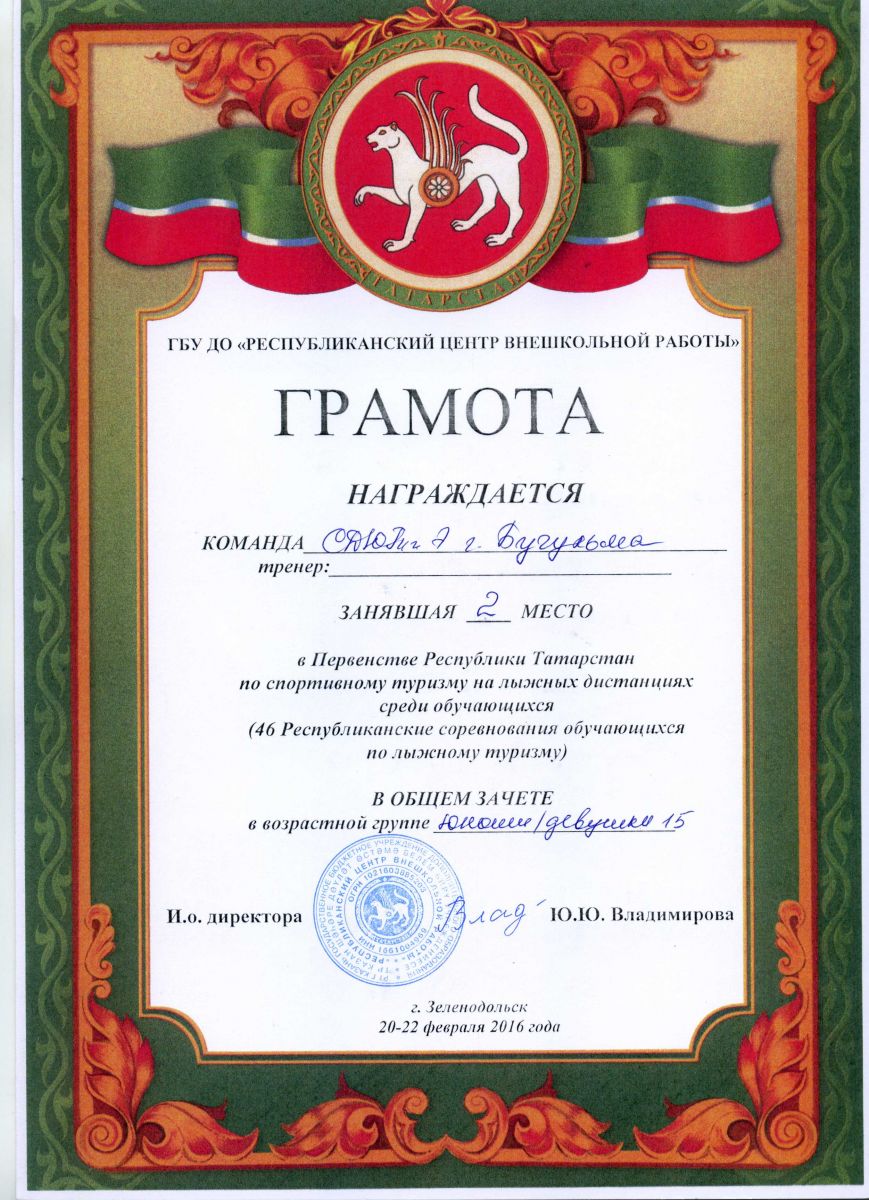 ТАТАРСТАН
ГБУ ДО «РЕСПУБЛИКАНСКИЙ ЦЕНТР ВНЕШКОЛЬНОЙ РАБОТЫ»
ГРАМОТА
НАГРАЖДАЕТСЯ
КОМАНДА СДЮТиЭ г. Бугульма
тренер:
ЗАНЯВШАЯ 2 МЕСТО
в Первенстве Республики Татарстан
по спортивному туризму на лыжных дистанциях
среди обучающихся
(46 Республиканские соревнования обучающихся
по лыжному туризму)
В ОБЩЕМ ЗАЧЕТЕ
в возрастной группе юноши/девушки 15
И.о. директора Ю.Ю. Владимирова
г. Зеленодольск
20-22 февраля 2016 года